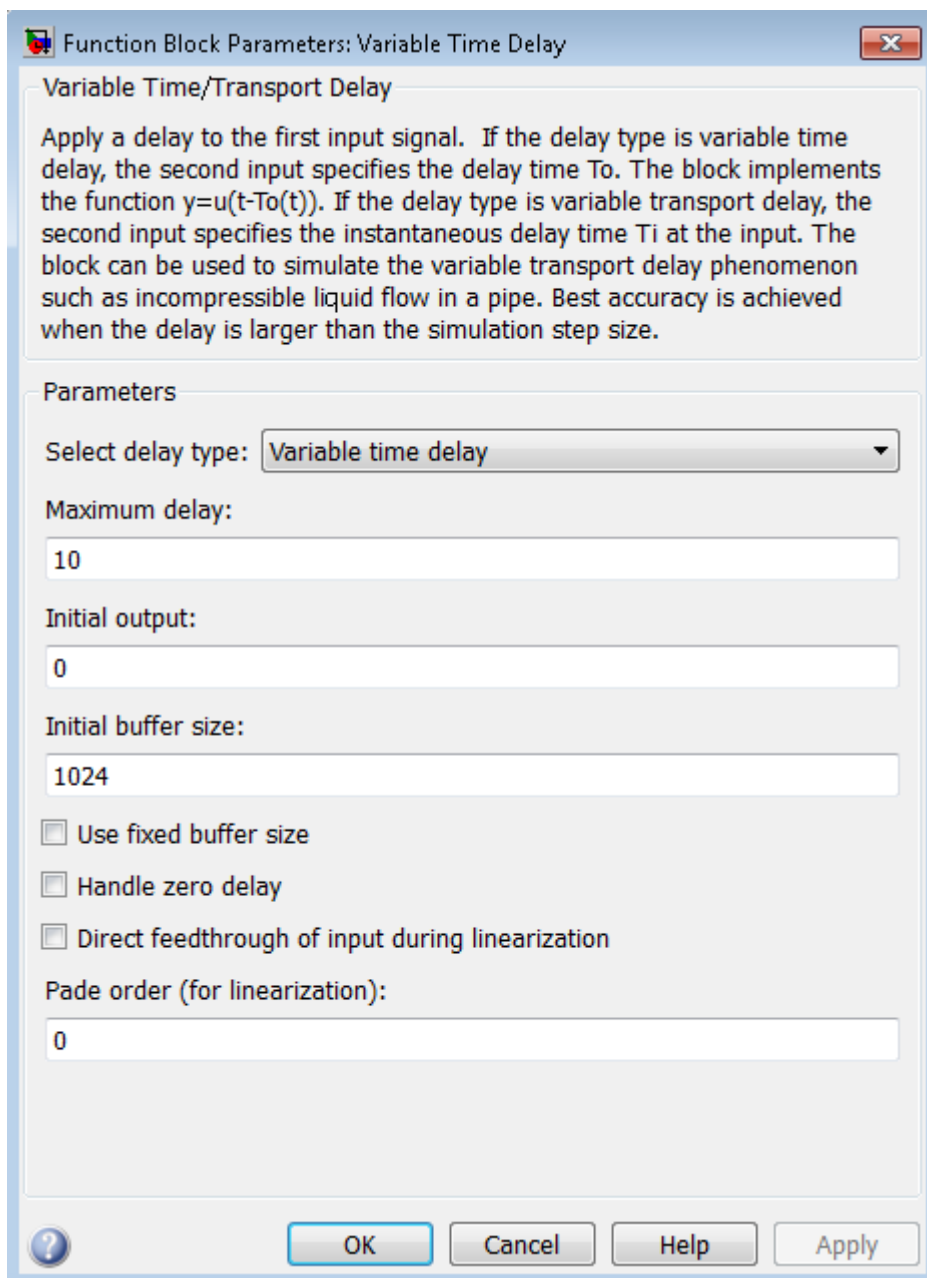 Function Block Parameters: Variable Time Delay
Variable Time/Transport Delay
Apply a delay to the first input signal.  If the delay type is variable time
delay, the second input specifies the delay time To. The block implements
the function y=u(t-To(t)). If the delay type is variable transport delay, the
second input specifies the instantaneous delay time Ti at the input. The
block can be used to simulate the variable transport delay phenomenon
such as incompressible liquid flow in a pipe. Best accuracy is achieved
when the delay is larger than the simulation step size.
Parameters
Select delay type: Variable time delay
Maximum delay:
10
Initial output:
0
Initial buffer size:
1024
Use fixed buffer size
Handle zero delay
Direct feedthrough of input during linearization
Pade order (for linearization):
0
? OK Cancel Help Apply